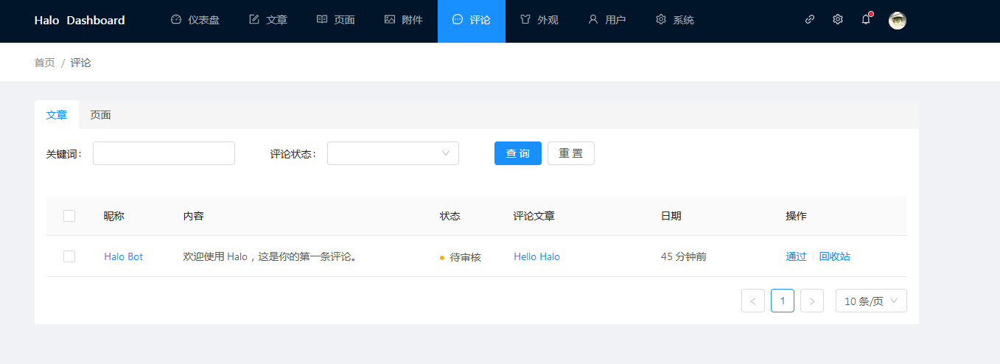 Halo Dashboard 仪表盘 文章 页面 附件 评论 外观 用户 系统
首页 / 评论
文章 页面
关键词： 评论状态： 查 询 重 置
昵称 内容 状态 评论文章 日期 操作
Halo Bot 欢迎使用 Halo，这是你的第一条评论。 待审核 Hello Halo 45 分钟前 通过 回收站
1 10 条/页